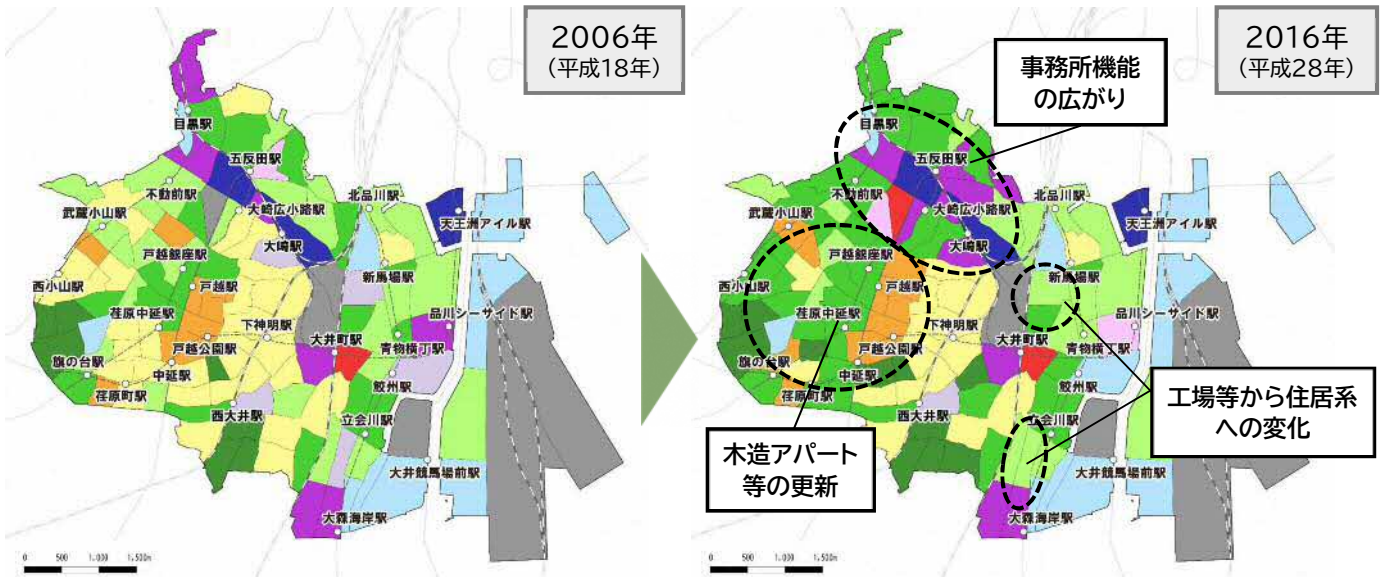 2006年
（平成18年）
目黒駅
五反田駅
不動前駅
北品川駅
武蔵小山駅
大崎広小路駅
天王洲アイル駅
大崎駅
戸越銀座駅
新馬場駅
西小山駅
戸越駅
荏原中延駅
品川シーサイド駅
下神明駅
大井町駅
戸越公園駅
青物横丁駅
旗の台駅
中延駅
鮫州駅
荏原町駅
西大井駅
立会川駅
大井競馬場前駅
大森海岸駅
0 500 1,000 1,500m
2016年
（平成28年）
事務所機能
の広がり
目黒駅
五反田駅
不動前駅
北品川駅
武蔵小山駅
大崎広小路駅
天王洲アイル駅
大崎駅
戸越銀座駅
新馬場駅
西小山駅
戸越駅
荏原中延駅
品川シーサイド駅
下神明駅
大井町駅
戸越公園駅
青物横丁駅
旗の台駅
中延駅
鮫州駅
荏原町駅
工場等から住居系
への変化
西大井駅
立会川駅
木造アパート
等の更新
大井競馬場前駅
大森海岸駅
0 500 1,000 1,500m